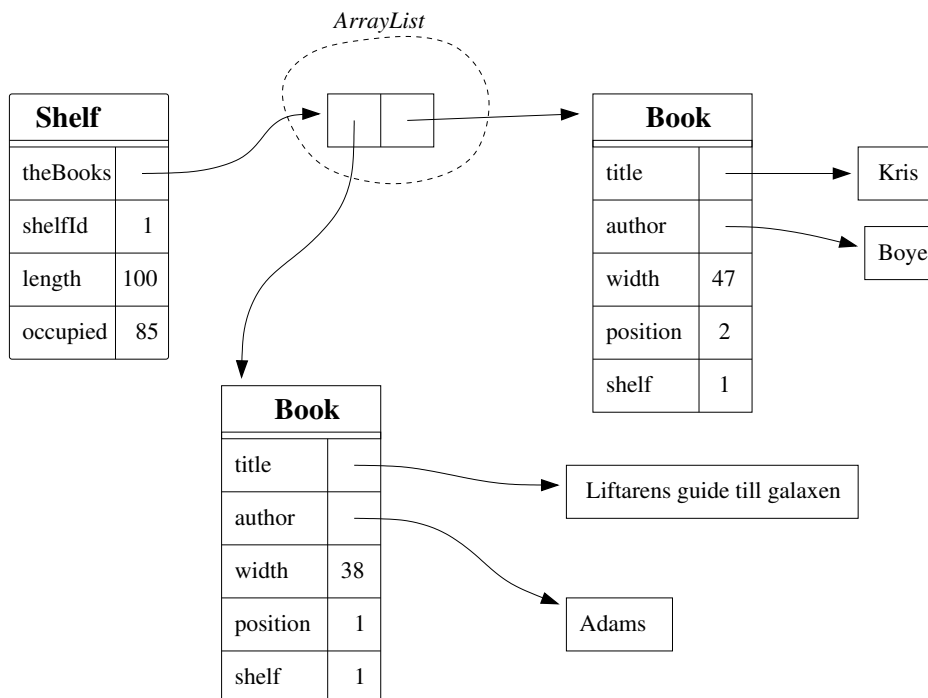 ArrayList
Shelf
theBooks
shelfId 1
length 100
occupied 85
Book
title
author
width 47
position 2
shelf 1
Kris
Boye
Book
title
author
width 38
position 1
shelf 1
Liftarens guide till galaxen
Adams